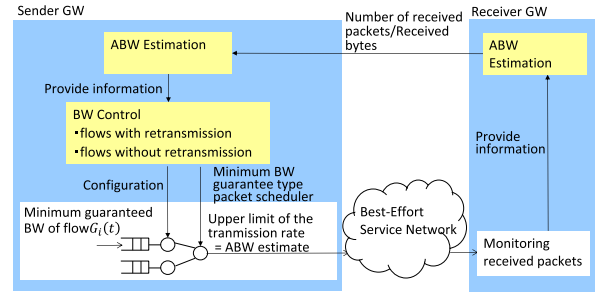 Sender GW
Number of received
packets/Received
bytes
Receiver GW
ABW Estimation
ABW
Estimation
Provide information
BW Control
・flows with retransmission
・flows without retransmission
Provide
information
Configuration
Minimum BW
guarantee type
packet scheduler
Minimum guaranteed
BW of flow𝐺𝑖(𝑡)
Upper limit of the
tranmission rate
= ABW estimate
Best-Effort
Service Network
Monitoring
received packets